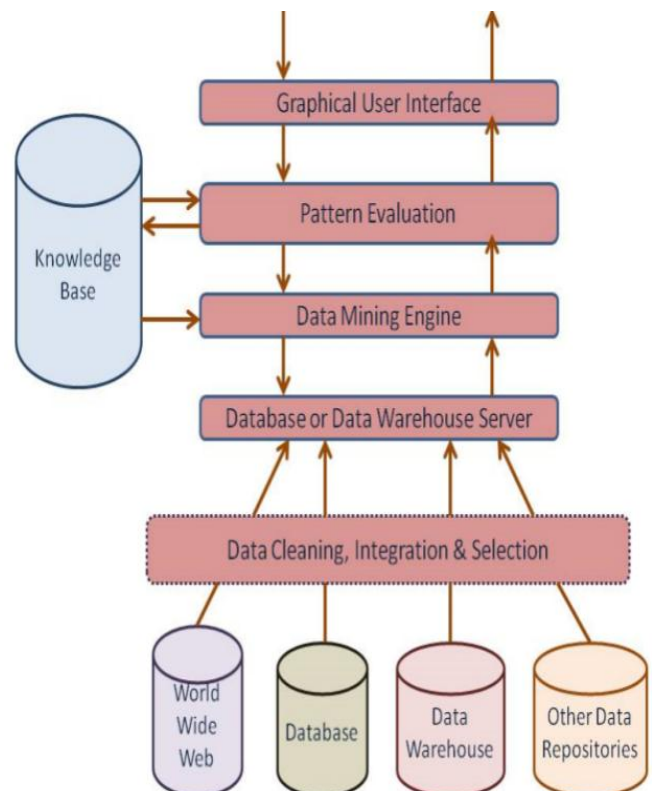 Graphical User Interface
Pattern Evaluation
Knowledge
Base
Data Mining Engine
Database or Data Warehouse Server
Data Cleaning, Integration & Selection
World
Wide
Web
Database
Data
Warehouse
Other Data
Repositories